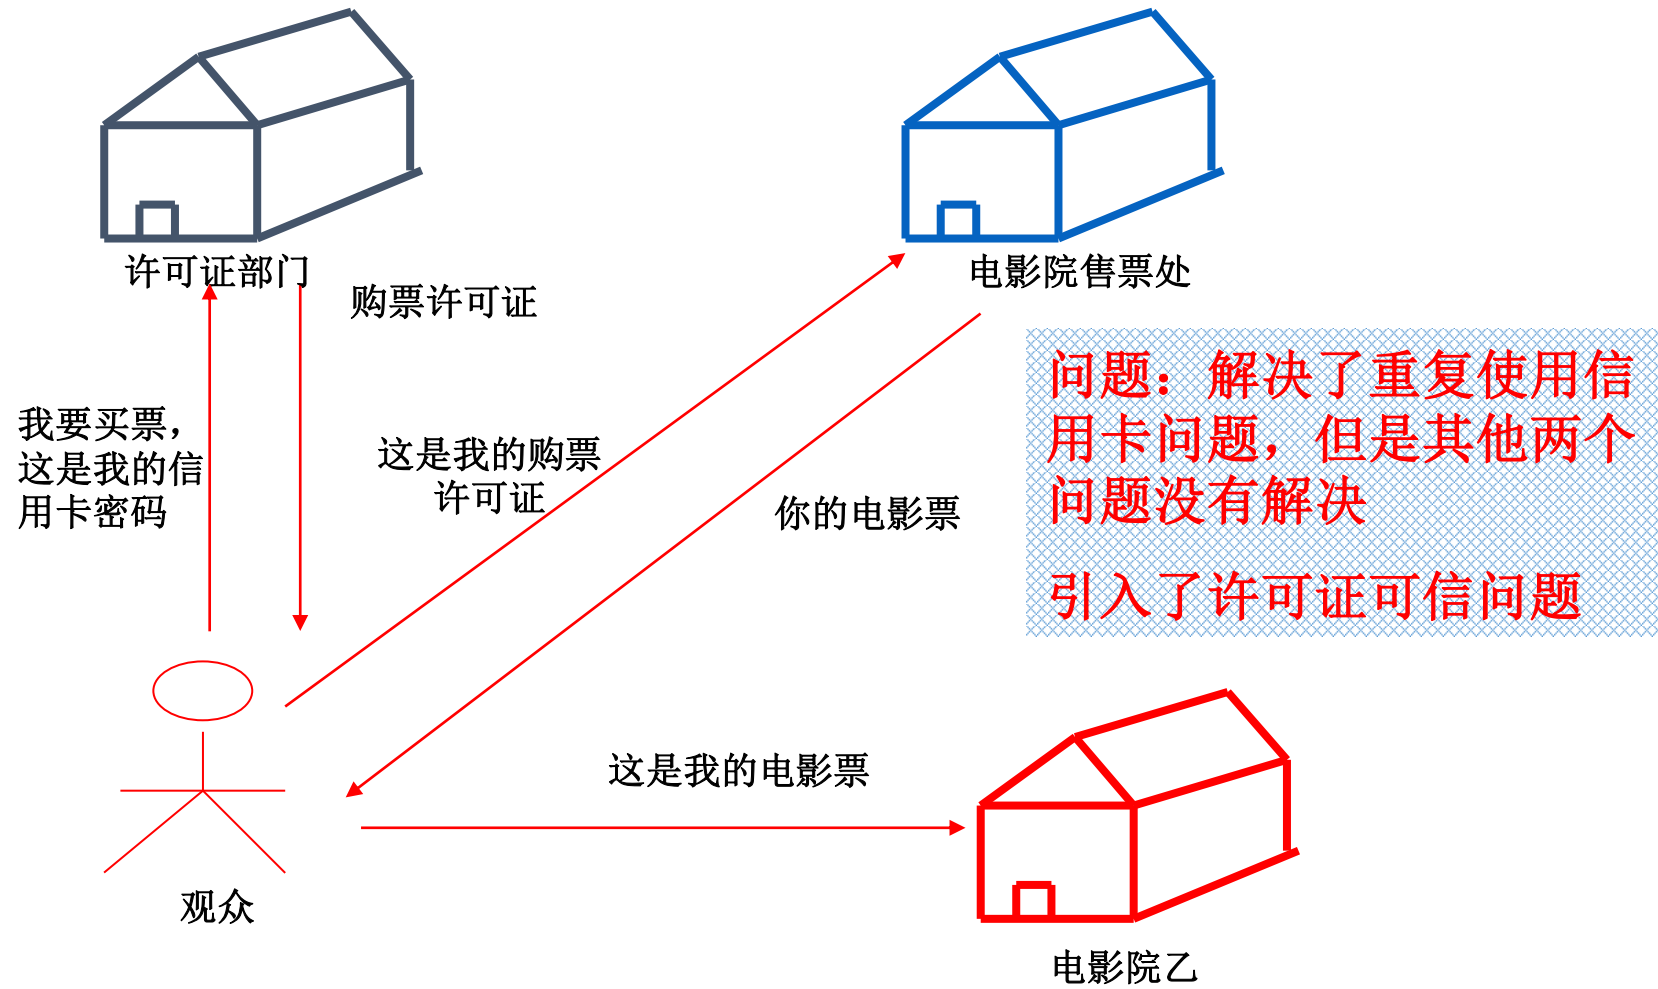 许可证部门
电影院售票处
购票许可证
我要买票，
这是我的信
用卡密码
这是我的购票
许可证
你的电影票
问题：解决了重复使用信
用卡问题，但是其他两个
问题没有解决
引入了许可证可信问题
这是我的电影票
观众
电影院乙